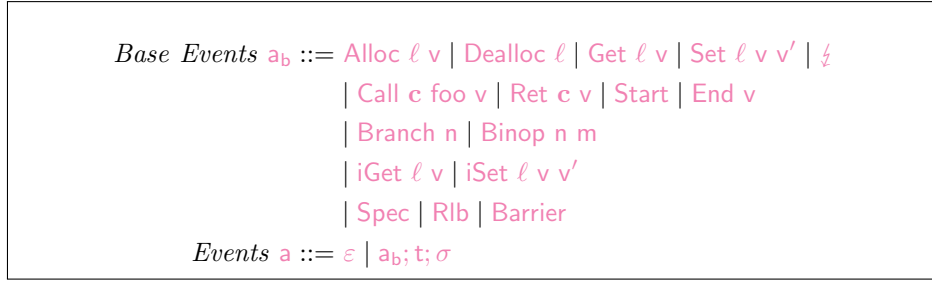 Base Events a_b ::= Alloc ℓ v | Dealloc ℓ | Get ℓ v | Set ℓ v v′ | ↯
| Call c foo v | Ret c v | Start | End v
| Branch n | Binop n m
| iGet ℓ v | iSet ℓ v v′
| Spec | Rlb | Barrier
Events a ::= ε | a_b; t; σ